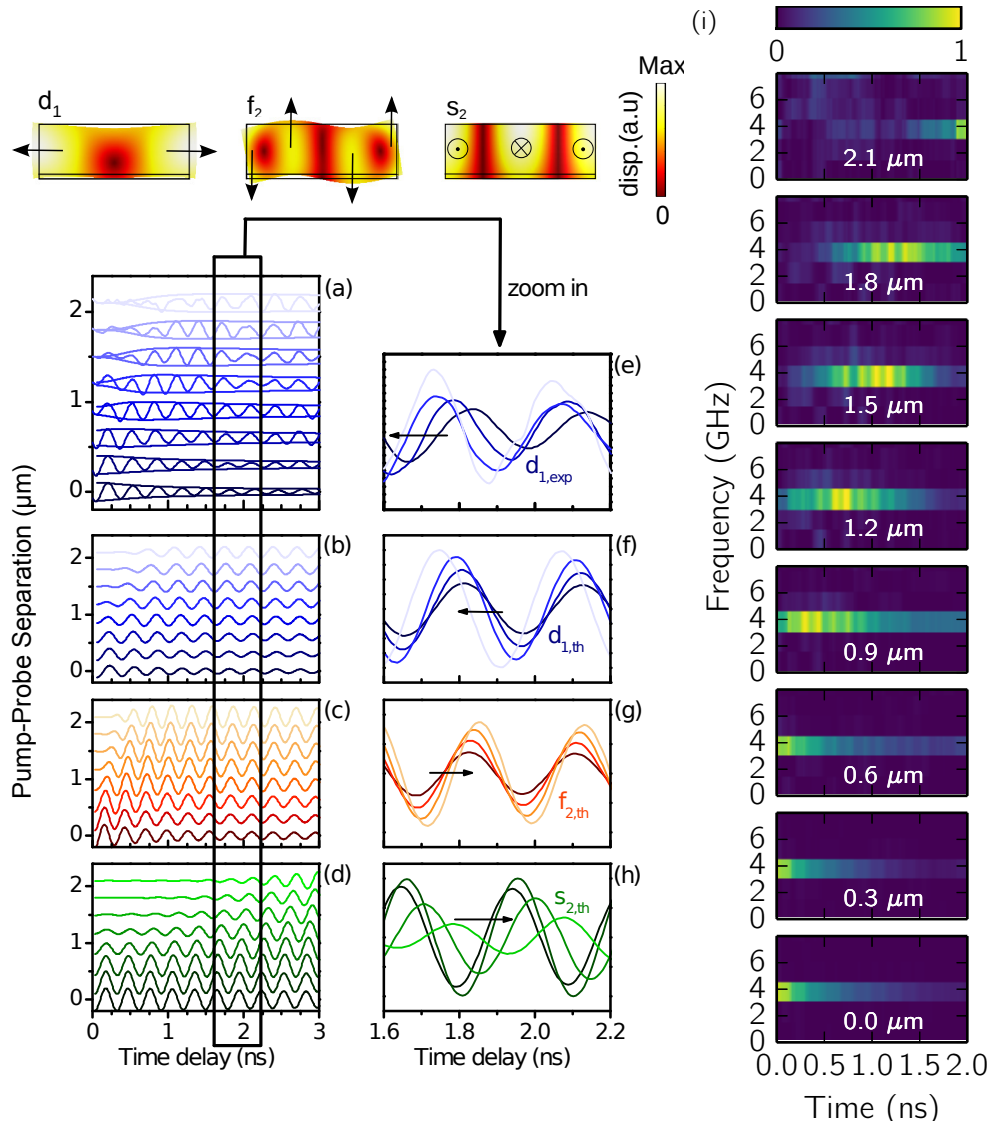 d1
f2
s2
Max
disp.(a.u)
0
Pump-Probe Separation (μm)
(a)
2
1
0
(b)
2
1
0
(c)
2
1
0
(d)
2
1
0
0 1 2 3
Time delay (ns)
zoom in
(e)
d1,exp
(f)
d1,th
(g)
f2,th
(h)
s2,th
1.6 1.8 2.0 2.2
Time delay (ns)
(i)
0 1
Frequency (GHz)
6
4
2
0
2.1 μm
6
4
2
0
1.8 μm
6
4
2
0
1.5 μm
6
4
2
0
1.2 μm
6
4
2
0
0.9 μm
6
4
2
0
0.6 μm
6
4
2
0
0.3 μm
6
4
2
0
0.0 μm
0.0 0.5 1.0 1.5 2.0
Time (ns)